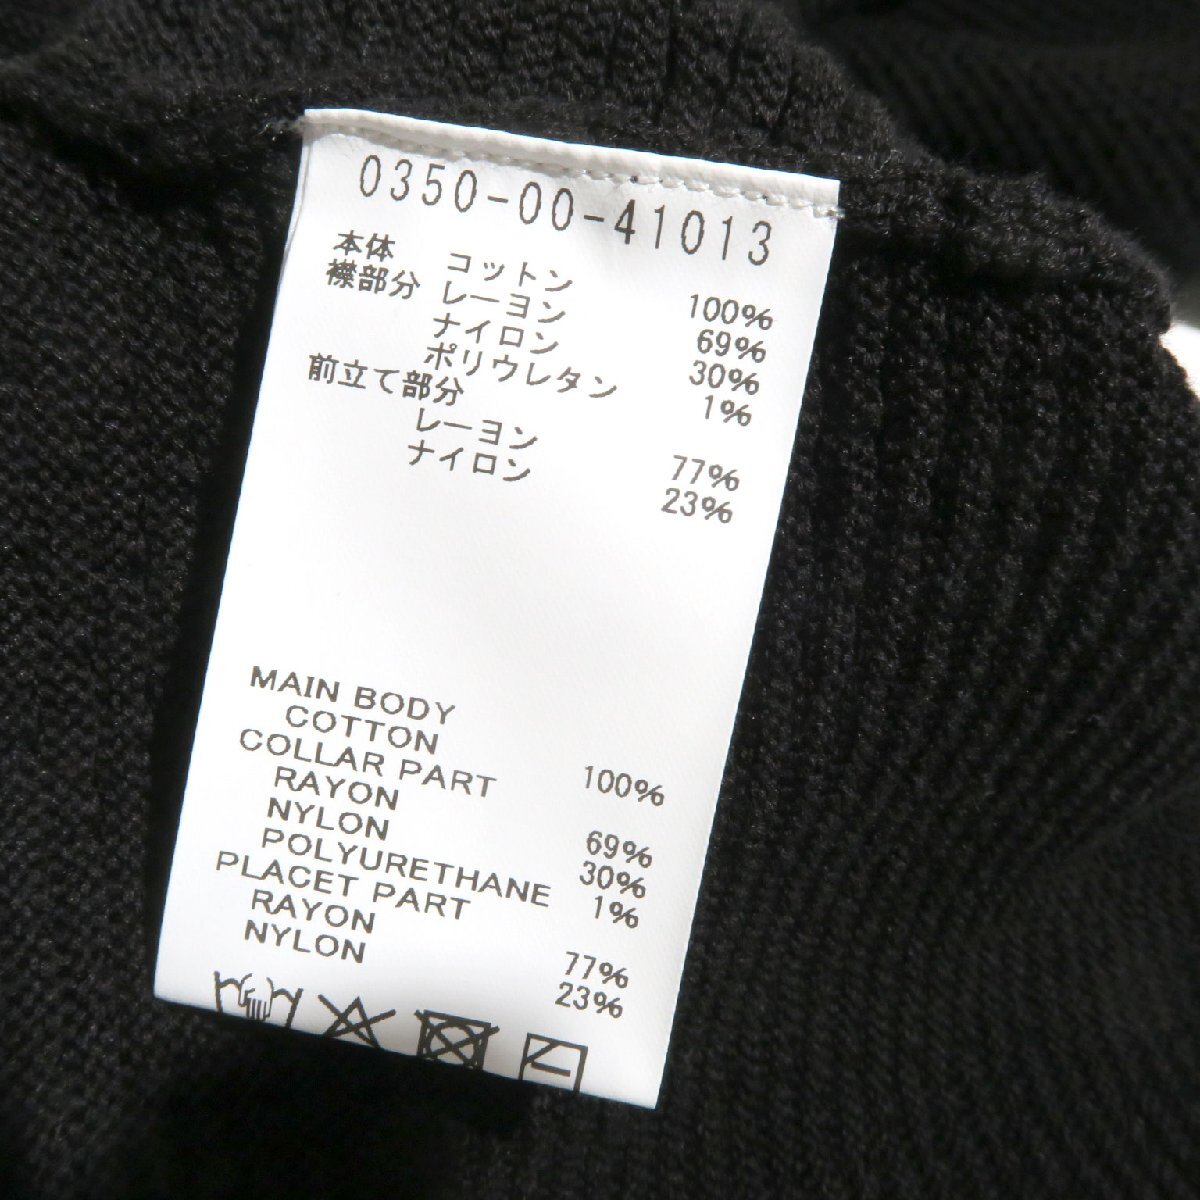 0350-00-41013
本体 コットン 100%
襟部分 レーヨン 69%
ナイロン 30%
ポリウレタン 1%
前立て部分
レーヨン 77%
ナイロン 23%
MAIN BODY
COTTON 100%
COLLAR PART
RAYON 69%
NYLON 30%
POLYURETHANE 1%
PLACET PART
RAYON 77%
NYLON 23%